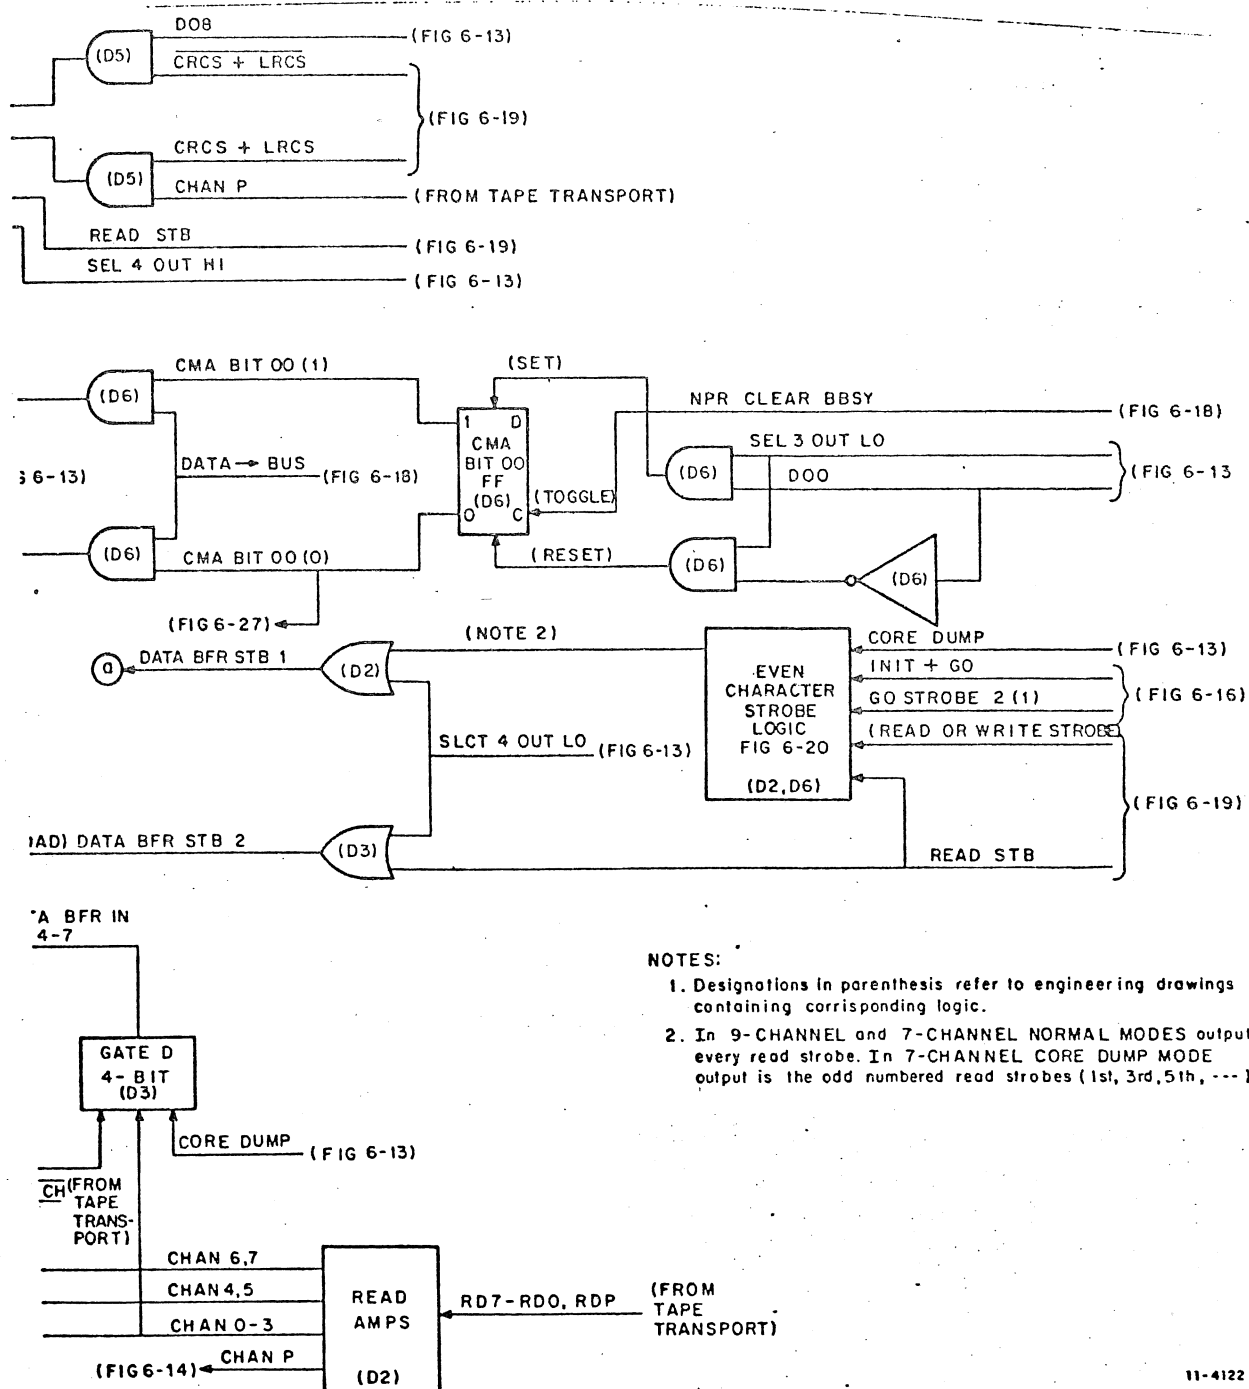 DO8
(FIG 6-13)
(D5)
CRCS + LRCS
(FIG 6-19)
CRCS + LRCS
(D5)
CHAN P
(FROM TAPE TRANSPORT)
READ STB
(FIG 6-19)
SEL 4 OUT HI
(FIG 6-13)
CMA BIT 00 (1)
(SET)
(D6)
NPR CLEAR BBSY
(FIG 6-18)
1 D
CMA
BIT 00
FF
(D6)
O C
SEL 3 OUT LO
(D6)
DOO
(FIG 6-13
6-13)
DATA → BUS
(FIG 6-18)
(TOGGLE)
(D6)
CMA BIT 00 (0)
(RESET)
(D6)
(D6)
(FIG 6-27)
(NOTE 2)
CORE DUMP
(FIG 6-13)
a
DATA BFR STB 1
(D2)
INIT + GO
(FIG 6-16)
GO STROBE 2 (1)
EVEN
CHARACTER
STROBE
LOGIC
FIG 6-20
(D2, D6)
(READ OR WRITE STROBE)
SLCT 4 OUT LO
(FIG 6-13)
(FIG 6-19)
AD) DATA BFR STB 2
(D3)
READ STB
A BFR IN
4-7
NOTES:
1. Designations in parenthesis refer to engineering drawings
containing corrisponding logic.
2. In 9-CHANNEL and 7-CHANNEL NORMAL MODES output
every read strobe. In 7-CHANNEL CORE DUMP MODE
output is the odd numbered read strobes (1st, 3rd, 5th, ---)
GATE D
4-BIT
(D3)
CORE DUMP
(FIG 6-13)
CH
(FROM
TAPE
TRANS-
PORT)
CHAN 6,7
CHAN 4,5
CHAN 0-3
CHAN P
(FIG 6-14)
READ
AMPS
(D2)
RD7-RDO, RDP
(FROM
TAPE
TRANSPORT)
11-4122